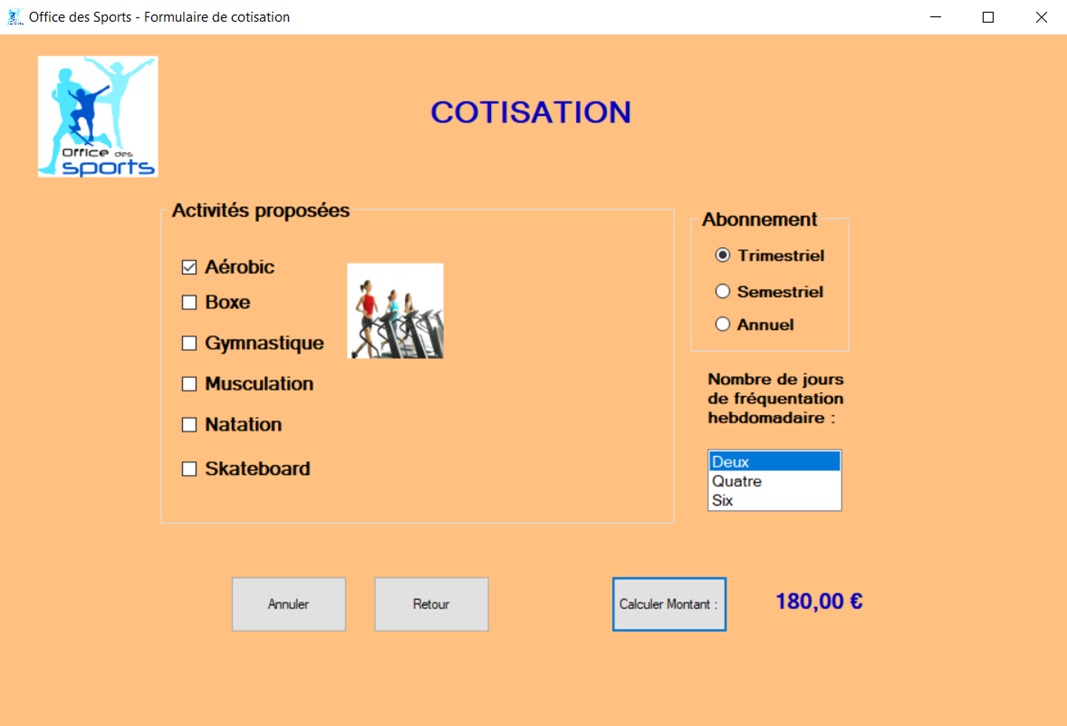 Office des Sports - Formulaire de cotisation
Office des
sports
COTISATION
Activités proposées
Aérobic
Boxe
Gymnastique
Musculation
Natation
Skateboard
Abonnement
Trimestriel
Semestriel
Annuel
Nombre de jours
de fréquentation
hebdomadaire :
Deux
Quatre
Six
Annuler
Retour
Calculer Montant :
180,00 €